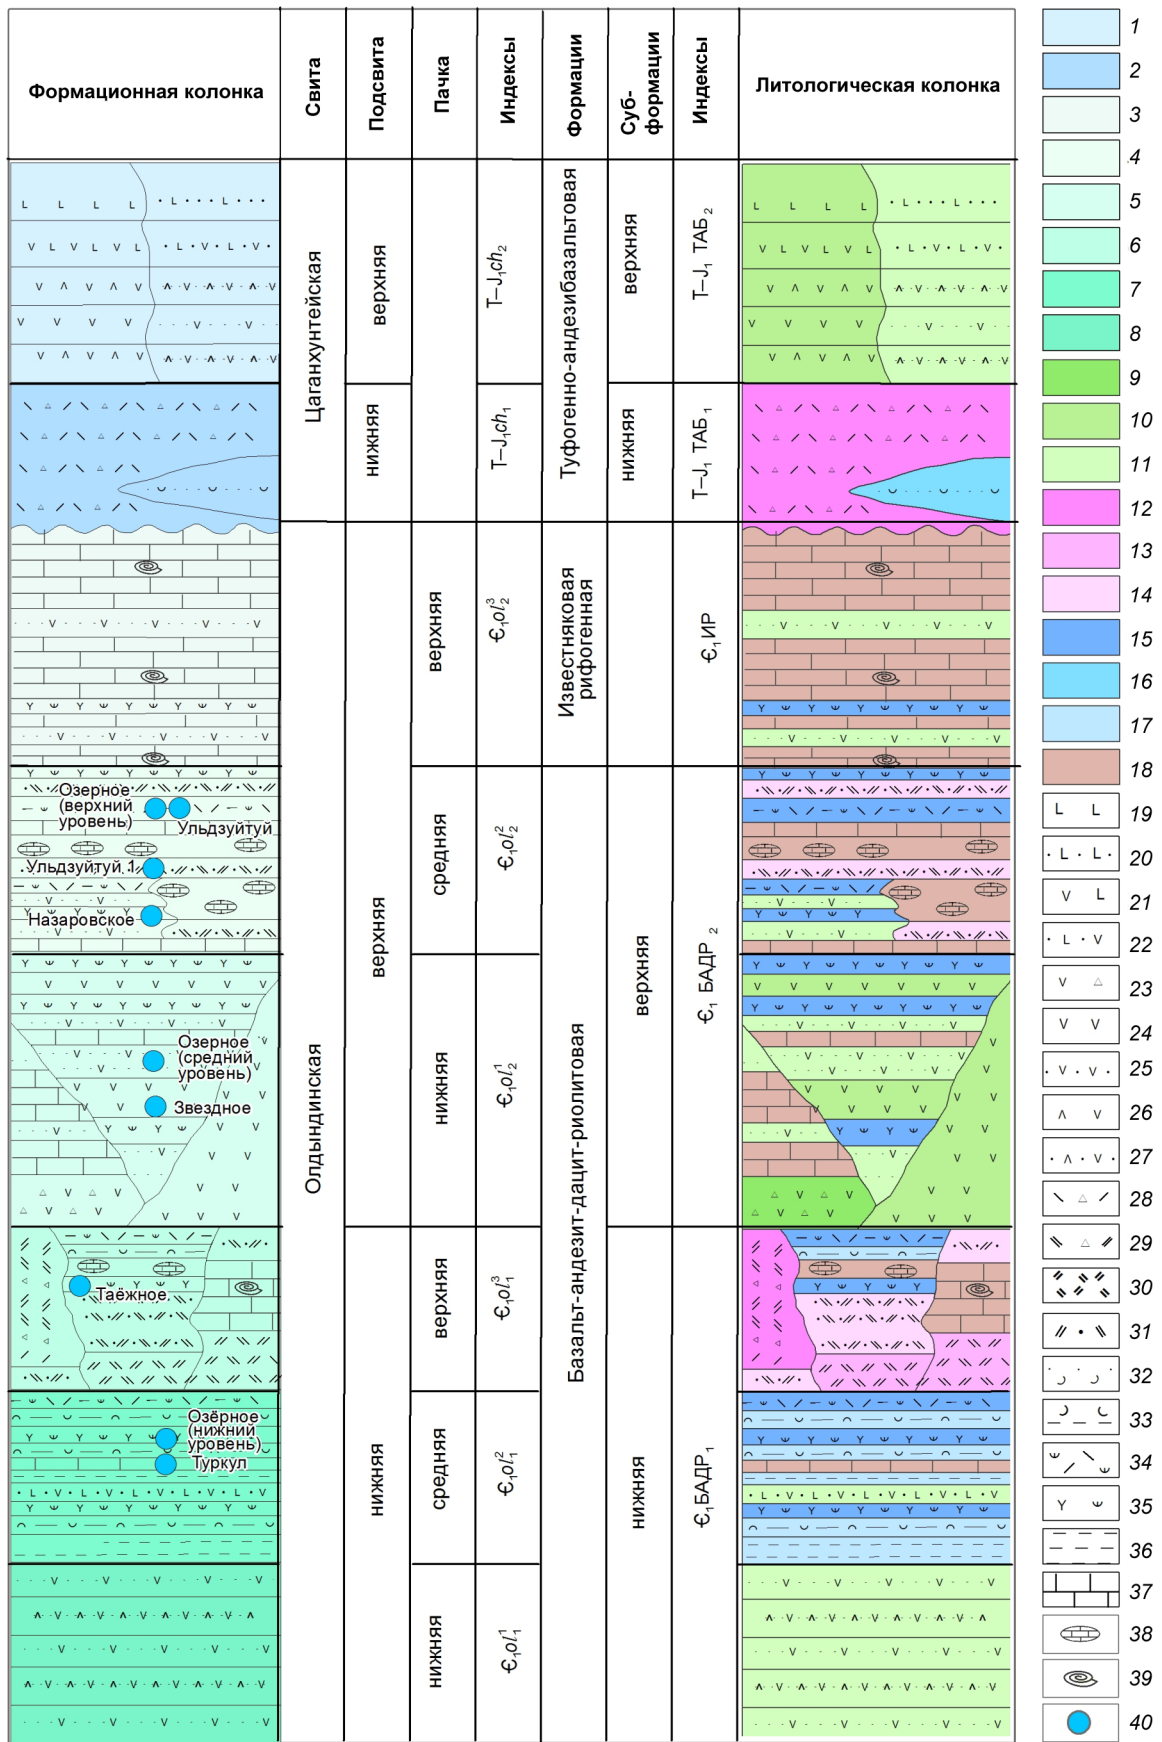 Формационная колонка
Свита
Подсвита
Пачка
Индексы
Формации
Суб-
формации
Индексы
Литологическая колонка
Цаганхунтейская
верхняя
T–J₁ch₂
Туфогенно-андезибазальтовая
верхняя
T–J₁ ТАБ₂
нижняя
T–J₁ch₁
нижняя
T–J₁ ТАБ₁
Олдындинская
верхняя
верхняя
Є₁ol₂³
Известняковая
рифогенная
Є₁ИР
Озерное
(верхний
уровень)
Ульдзуйтуй
Ульдзуйтуй 1
Назаровское
средняя
Є₁ol₂²
Базальт-андезит-дацит-риолитовая
верхняя
Є₁ БАДР₂
Озерное
(средний
уровень)
Звездное
нижняя
Є₁ol₂¹
Таёжное
нижняя
верхняя
Є₁ol₁³
нижняя
Є₁БАДР₁
Озёрное
(нижний
уровень)
Туркул
средняя
Є₁ol₁²
нижняя
Є₁ol₁¹
1
2
3
4
5
6
7
8
9
10
11
12
13
14
15
16
17
18
19
20
21
22
23
24
25
26
27
28
29
30
31
32
33
34
35
36
37
38
39
40